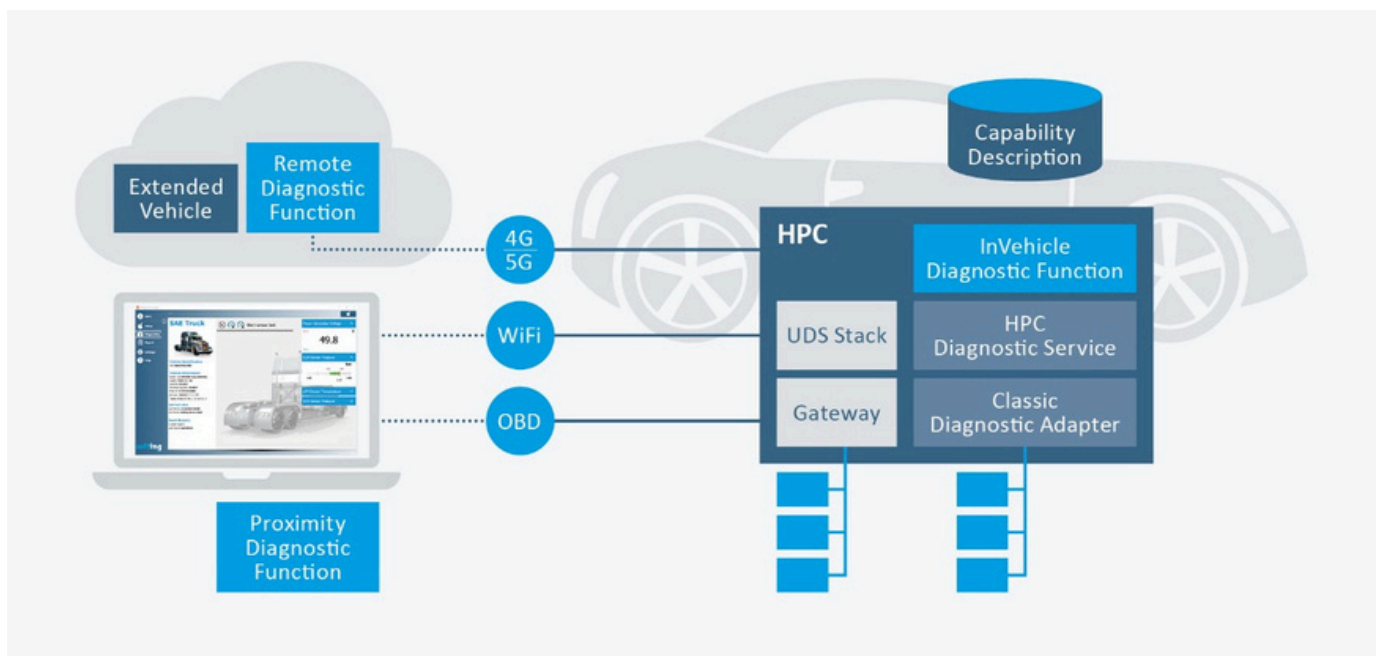 Extended
Vehicle
Remote
Diagnostic
Function
4G
5G
WiFi
OBD
SAE Truck
49.8
Proximity
Diagnostic
Function
Capability
Description
HPC
InVehicle
Diagnostic Function
UDS Stack
HPC
Diagnostic Service
Gateway
Classic
Diagnostic Adapter